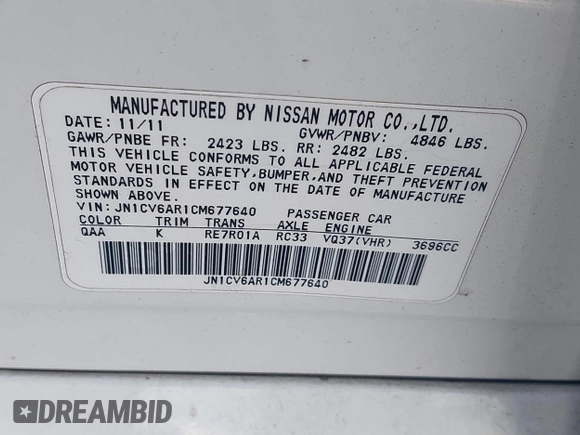 MANUFACTURED BY NISSAN MOTOR CO.,LTD.
DATE: 11/11 GVWR/PNBV: 4846 LBS.
GAWR/PNBE FR: 2423 LBS. RR: 2482 LBS.
THIS VEHICLE CONFORMS TO ALL APPLICABLE FEDERAL
MOTOR VEHICLE SAFETY,BUMPER,AND THEFT PREVENTION
STANDARDS IN EFFECT ON THE DATE OF MANUFACTURE
SHOWN ABOVE.
VIN: JN1CV6AR1CM677640 PASSENGER CAR
COLOR TRIM TRANS AXLE ENGINE
QAA K RE7R01A RC33 VQ37(VHR) 3696CC
JN1CV6AR1CM677640
DREAMBID